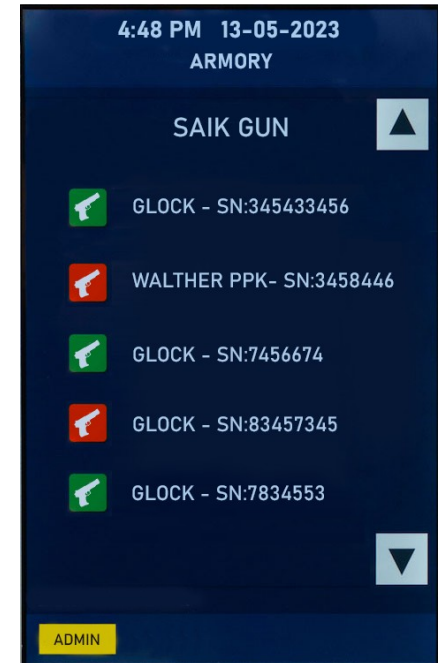 4:48 PM 13-05-2023
ARMORY
SAIK GUN
GLOCK - SN:345433456
WALTHER PPK- SN:3458446
GLOCK - SN:7456674
GLOCK - SN:83457345
GLOCK - SN:7834553
ADMIN